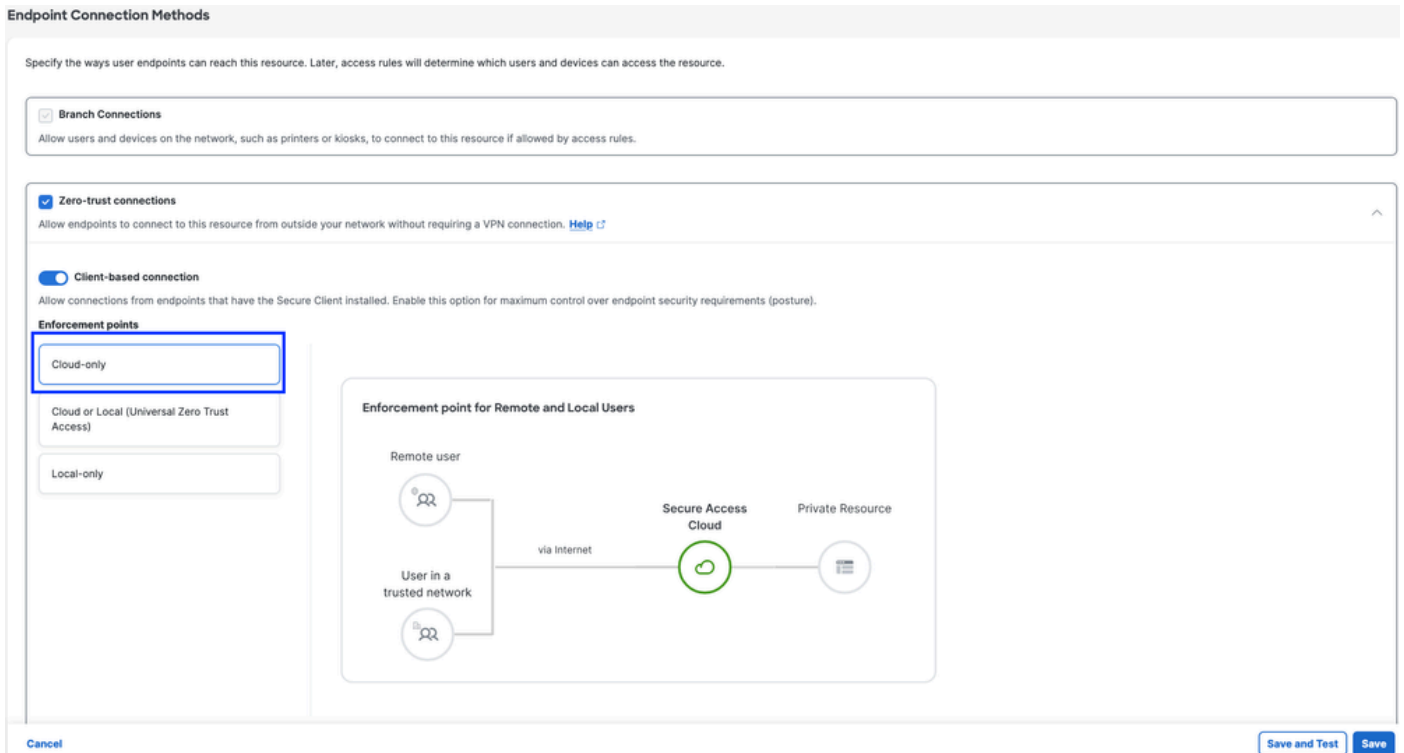 Endpoint Connection Methods
Specify the ways user endpoints can reach this resource. Later, access rules will determine which users and devices can access the resource.
Branch Connections
Allow users and devices on the network, such as printers or kiosks, to connect to this resource if allowed by access rules.
Zero-trust connections
Allow endpoints to connect to this resource from outside your network without requiring a VPN connection. Help
Client-based connection
Allow connections from endpoints that have the Secure Client installed. Enable this option for maximum control over endpoint security requirements (posture).
Enforcement points
Cloud-only
Cloud or Local (Universal Zero Trust
Access)
Local-only
Enforcement point for Remote and Local Users
Remote user
User in a
trusted network
via Internet
Secure Access
Cloud
Private Resource
Cancel
Save and Test
Save